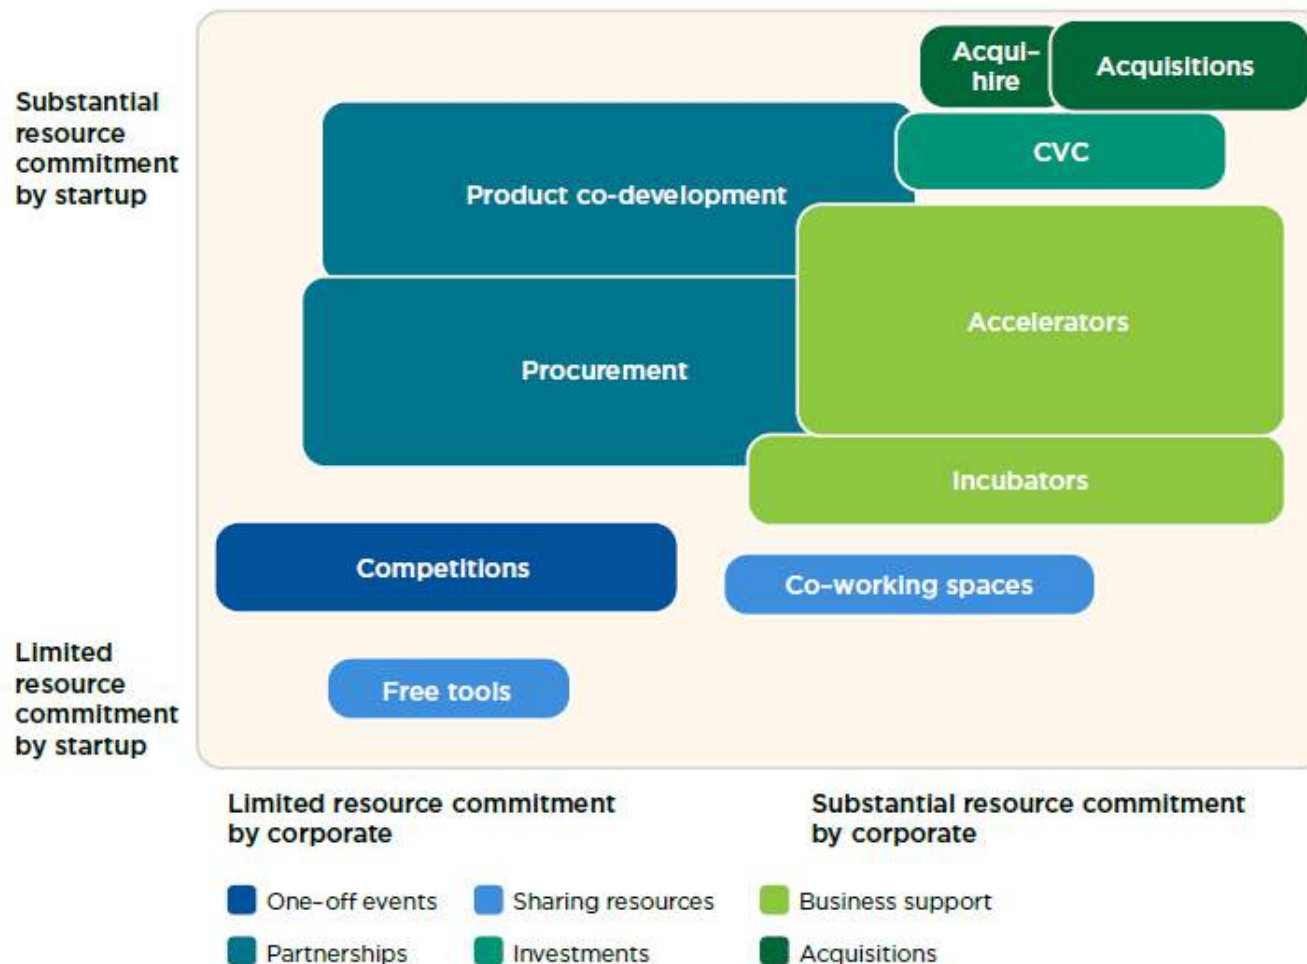 Acqui-
hire
Acquisitions
Substantial
resource
commitment
by startup
CVC
Product co-development
Accelerators
Procurement
Incubators
Competitions
Co-working spaces
Limited
resource
commitment
by startup
Free tools
Limited resource commitment
by corporate
Substantial resource commitment
by corporate
One-off events
Sharing resources
Business support
Partnerships
Investments
Acquisitions